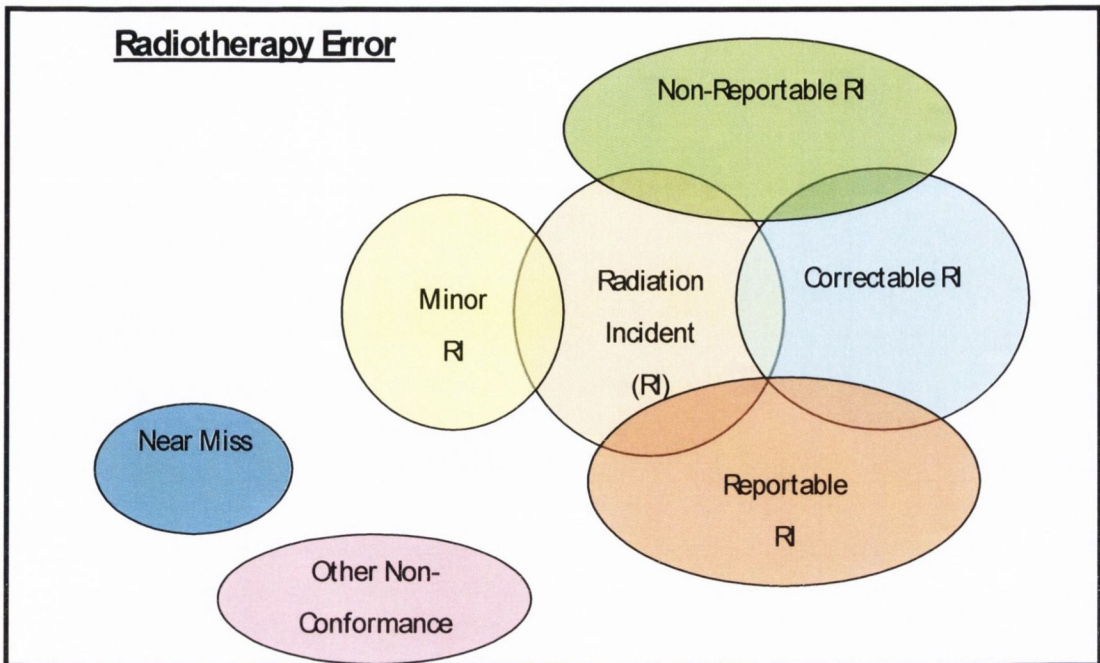 Radiotherapy Error
Non-Reportable RI
Radiation
Incident
(RI)
Correctable RI
Minor
RI
Near Miss
Reportable
RI
Other Non-
Conformance